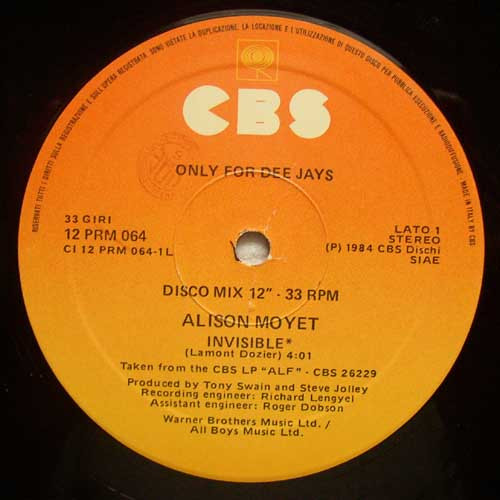 RISERVATI TUTTI I DIRITTI SULLA REGISTRAZIONE E SULL'OPERA REGISTRATA. SONO VIETATE LA DUPLICAZIONE, LA LOCAZIONE E L'UTILIZZAZIONE DI QUESTO DISCO PER PUBBLICA ESECUZIONE E RADIODIFFUSIONE. MADE IN ITALY BY CBS
CBS
ONLY FOR DEE JAYS
33 GIRI
12 PRM 064
CI 12 PRM 064-1L
LATO 1
STEREO
(P) 1984 CBS Dischi
SIAE
DISCO MIX 12" - 33 RPM
ALISON MOYET
INVISIBLE*
(Lamont Dozier) 4:01
Taken from the CBS LP "ALF" - CBS 26229
Produced by Tony Swain and Steve Jolley
Recording engineer: Richard Lengyel
Assistant engineer: Roger Dobson
Warner Brothers Music Ltd. /
All Boys Music Ltd.